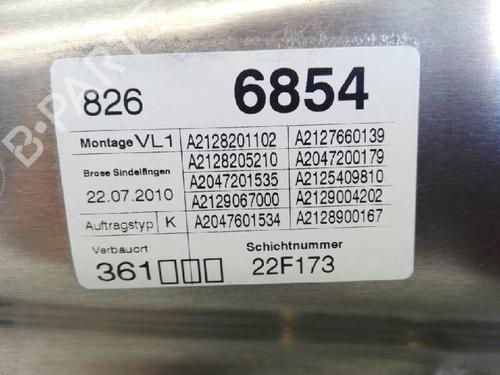 826 6854
Montage VL1 A2128201102 A2127660139
A2128205210 A2047200179
Brose Sindelfingen A2047201535 A2125409810
22.07.2010 A2129067000 A2129004202
Auftragstyp K A2047601534 A2128900167
Verbauort Schichtnummer
361□□□ 22F173
B-PARTS